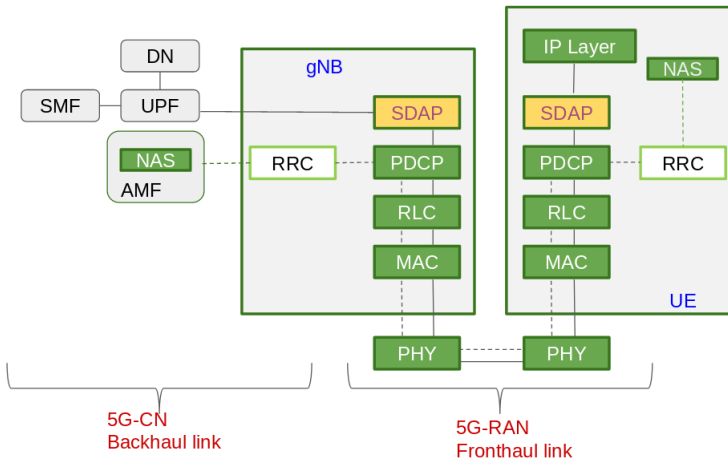 DN
SMF
UPF
NAS
AMF
gNB
RRC
SDAP
PDCP
RLC
MAC
PHY
IP Layer
NAS
SDAP
PDCP
RRC
RLC
MAC
UE
PHY
5G-CN
Backhaul link
5G-RAN
Fronthaul link